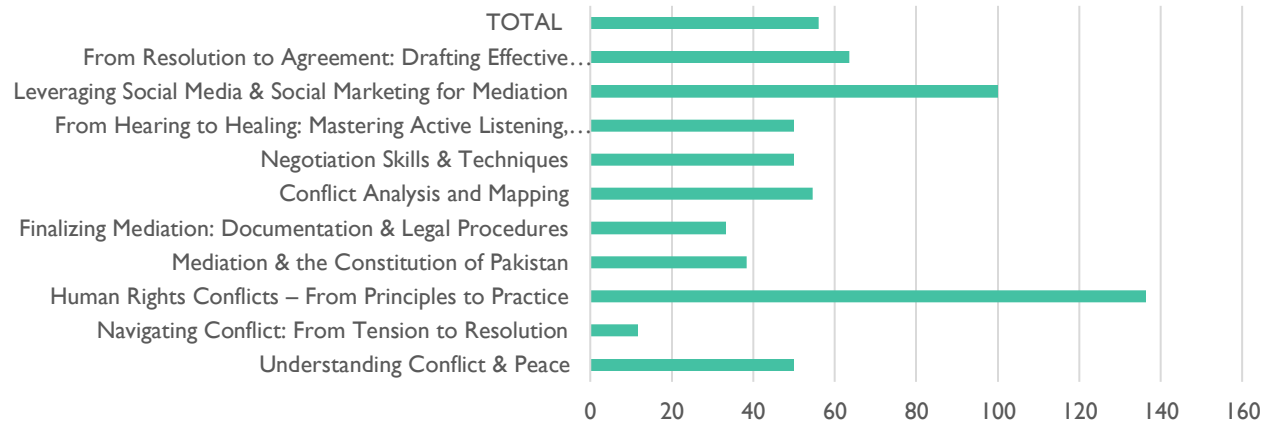 TOTAL
From Resolution to Agreement: Drafting Effective…
Leveraging Social Media & Social Marketing for Mediation
From Hearing to Healing: Mastering Active Listening,…
Negotiation Skills & Techniques
Conflict Analysis and Mapping
Finalizing Mediation: Documentation & Legal Procedures
Mediation & the Constitution of Pakistan
Human Rights Conflicts – From Principles to Practice
Navigating Conflict: From Tension to Resolution
Understanding Conflict & Peace
0 20 40 60 80 100 120 140 160